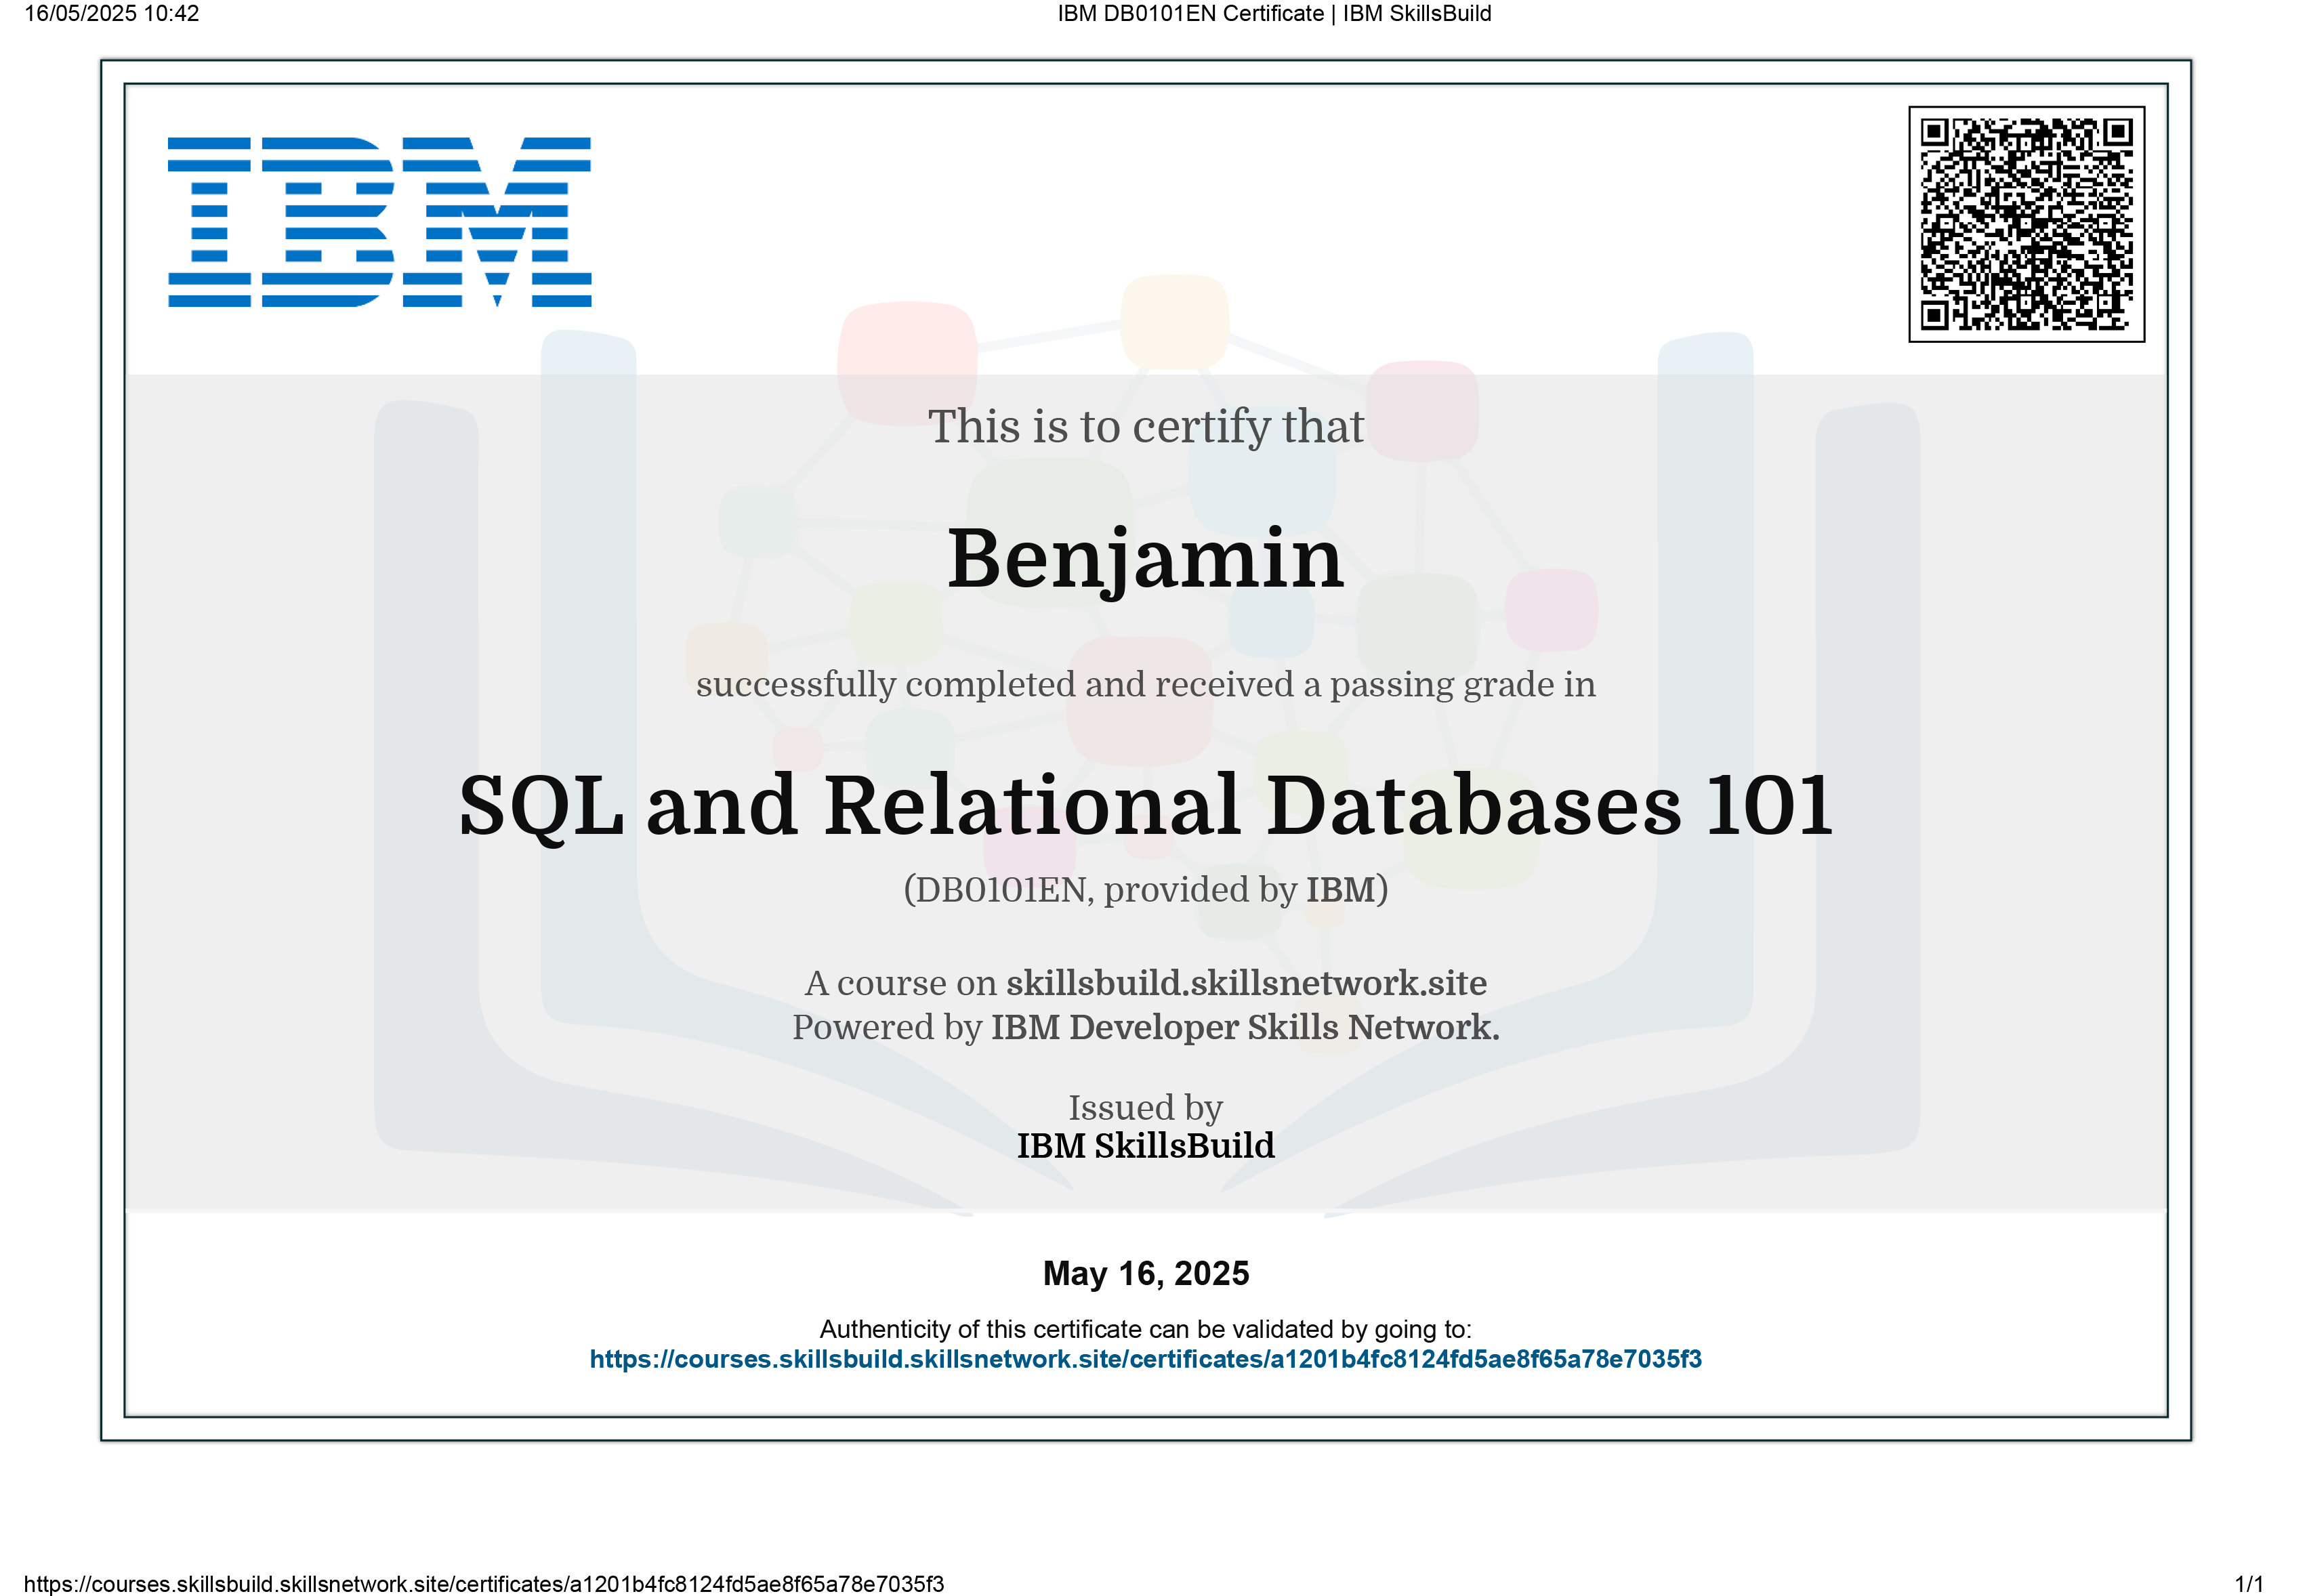 16/05/2025 10:42
IBM DB0101EN Certificate | IBM SkillsBuild
IBM
This is to certify that
Benjamin
successfully completed and received a passing grade in
SQL and Relational Databases 101
(DB0101EN, provided by IBM)
A course on skillsbuild.skillsnetwork.site
Powered by IBM Developer Skills Network.
Issued by
IBM SkillsBuild
May 16, 2025
Authenticity of this certificate can be validated by going to:
https://courses.skillsbuild.skillsnetwork.site/certificates/a1201b4fc8124fd5ae8f65a78e7035f3
https://courses.skillsbuild.skillsnetwork.site/certificates/a1201b4fc8124fd5ae8f65a78e7035f3
1/1